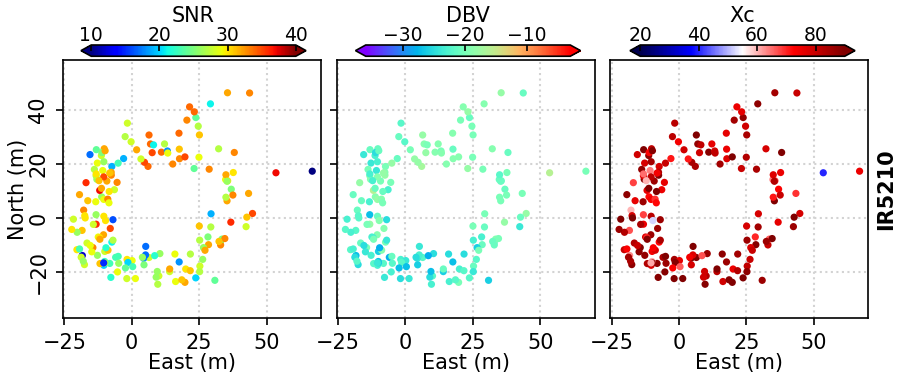 SNR DBV Xc
10 20 30 40 −30 −20 −10 20 40 60 80
North (m)
40
20
0
−20
−25 0 25 50 −25 0 25 50 −25 0 25 50
East (m) East (m) East (m)
IR5210